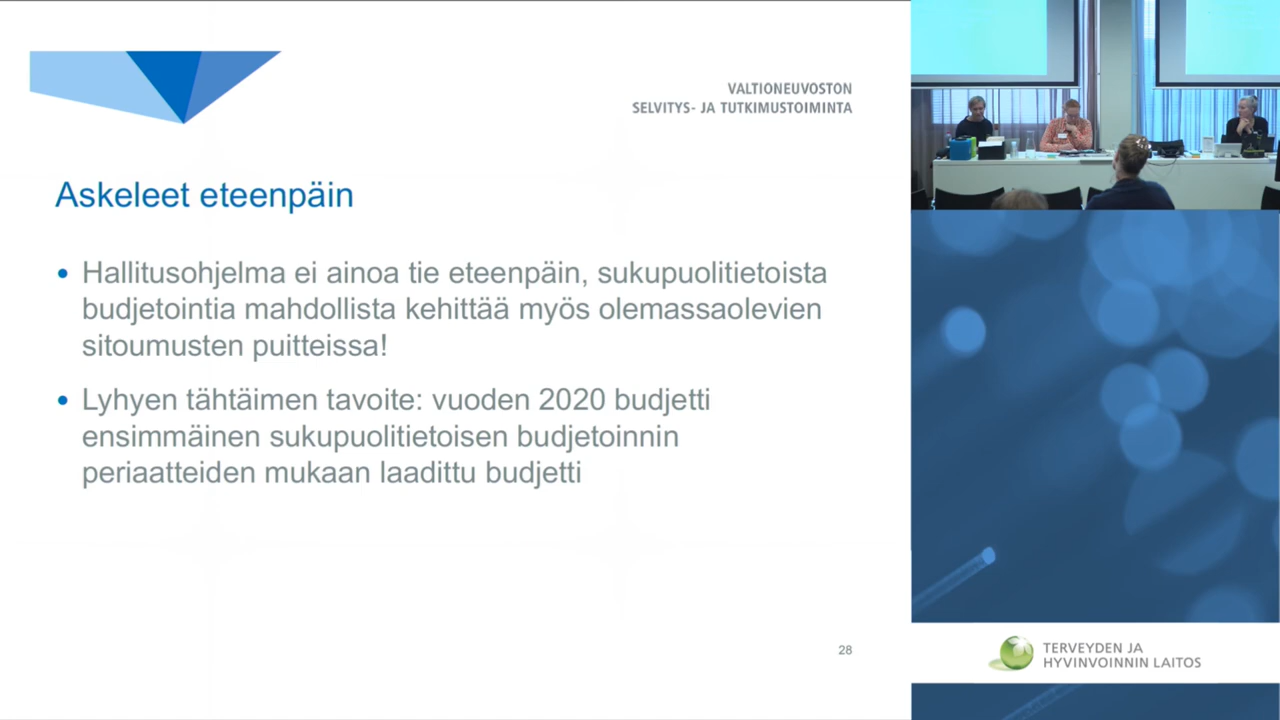 VALTIONEUVOSTON
SELVITYS- JA TUTKIMUSTOIMINTA
Askeleet eteenpäin
• Hallitusohjelma ei ainoa tie eteenpäin, sukupuolitietoista
budjetointia mahdollista kehittää myös olemassaolevien
sitoumusten puitteissa!
• Lyhyen tähtäimen tavoite: vuoden 2020 budjetti
ensimmäinen sukupuolitietoisen budjetoinnin
periaatteiden mukaan laadittu budjetti
28
TERVEYDEN JA
HYVINVOINNIN LAITOS